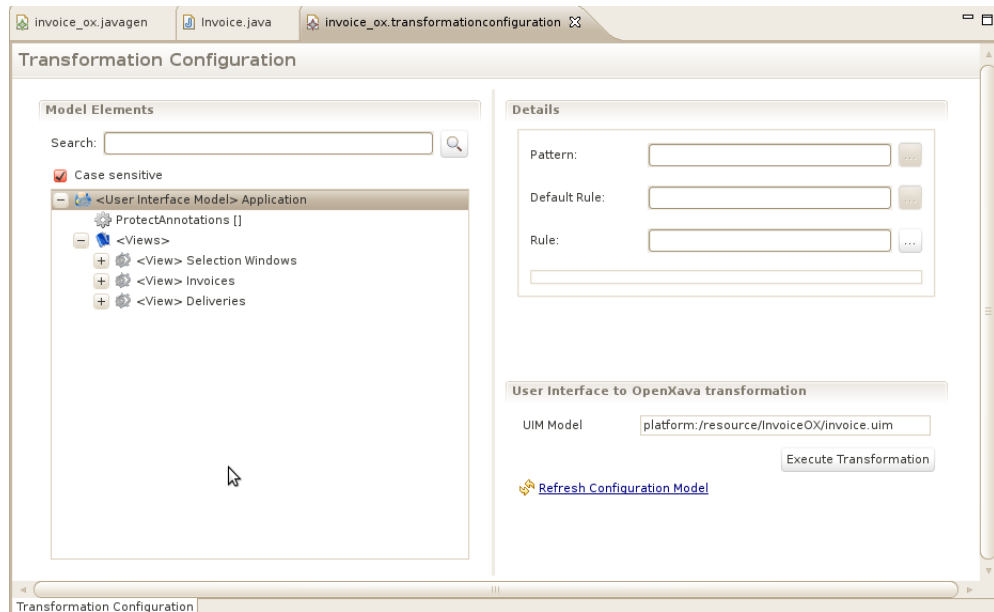 invoice_ox.javagen
Invoice.java
invoice_ox.transformationconfiguration
Transformation Configuration
Model Elements
Search:
Case sensitive
<User Interface Model> Application
ProtectAnnotations []
<Views>
<View> Selection Windows
<View> Invoices
<View> Deliveries
Details
Pattern:
...
Default Rule:
...
Rule:
...
User Interface to OpenXava transformation
UIM Model platform:/resource/InvoiceOX/invoice.uim
Execute Transformation
Refresh Configuration Model
Transformation Configuration